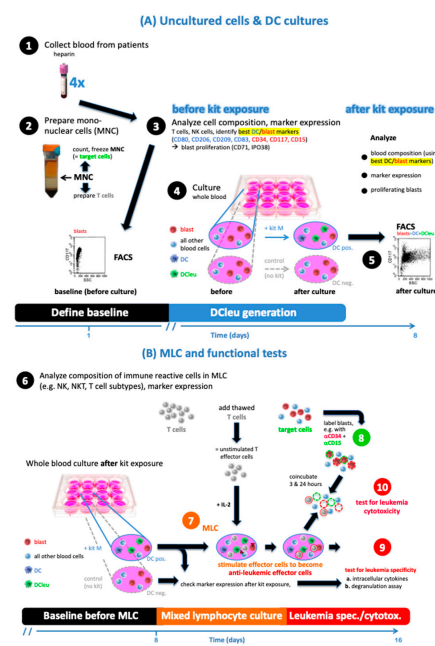 (A) Uncultured cells & DC cultures
1
Collect blood from patients
heparin
4x
2
Prepare mono-
nuclear cells (MNC)
count, freeze MNC
(= target cells)
MNC
prepare T cells
blasts
CD117
SSC
FACS
baseline (before culture)
before kit exposure
after kit exposure
3
Analyze cell composition, marker expression
T cells, NK cells, identify best DC/blast markers
(CD80, CD206, CD209, CD83, CD34, CD117, CD15)
→ blast proliferation (CD71, IPO38)
Analyze
blood composition (usin
best DC/blast markers)
marker expression
proliferating blasts
4
Culture
whole blood
blast
all other
blood cells
DC
DCleu
+ kit M
DC pos.
control
(no kit)
DC neg.
before
after culture
5
FACS
blasts+DC=DCleu
CD117
SSC
after culture
Define baseline
DCleu generation
//
1
Time (days)
8
(B) MLC and functional tests
6
Analyze composition of immune reactive cells in MLC
(e.g. NK, NKT, T cell subtypes), marker expression
T cells
add thawed
T cells
target cells
label blasts,
e.g. with
αCD34 +
αCD15
8
= unstimulated T
effector cells
Whole blood culture after kit exposure
coincubate
3 & 24 hours
10
test for leukemia
cytotoxicity
+ IL-2
7
MLC
blast
all other blood cells
DC
DCleu
+ kit M
DC pos.
control
(no kit)
DC neg.
stimulate effector cells to become
anti-leukemic effector cells
check marker expression after kit exposure,
9
test for leukemia specificity
a. intracellular cytokines
b. degranulation assay
Baseline before MLC
Mixed lymphocyte culture
Leukemia spec./cytotox.
//
8
Time (days)
16